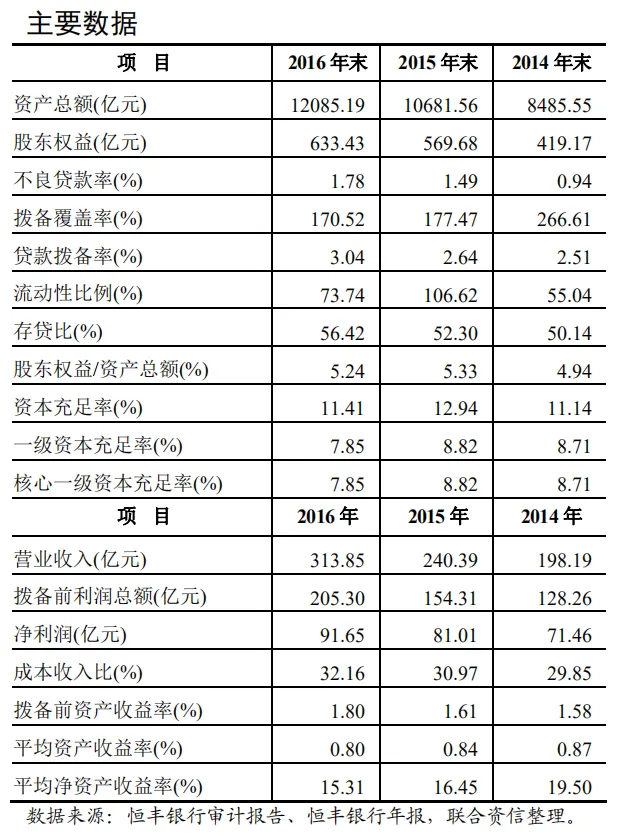 主要数据
项 目 2016 年末 2015 年末 2014 年末
资产总额(亿元) 12085.19 10681.56 8485.55
股东权益(亿元) 633.43 569.68 419.17
不良贷款率(%) 1.78 1.49 0.94
拨备覆盖率(%) 170.52 177.47 266.61
贷款拨备率(%) 3.04 2.64 2.51
流动性比例(%) 73.74 106.62 55.04
存贷比(%) 56.42 52.30 50.14
股东权益/资产总额(%) 5.24 5.33 4.94
资本充足率(%) 11.41 12.94 11.14
一级资本充足率(%) 7.85 8.82 8.71
核心一级资本充足率(%) 7.85 8.82 8.71
项 目 2016 年 2015 年 2014 年
营业收入(亿元) 313.85 240.39 198.19
拨备前利润总额(亿元) 205.30 154.31 128.26
净利润(亿元) 91.65 81.01 71.46
成本收入比(%) 32.16 30.97 29.85
拨备前资产收益率(%) 1.80 1.61 1.58
平均资产收益率(%) 0.80 0.84 0.87
平均净资产收益率(%) 15.31 16.45 19.50
数据来源：恒丰银行审计报告、恒丰银行年报，联合资信整理。